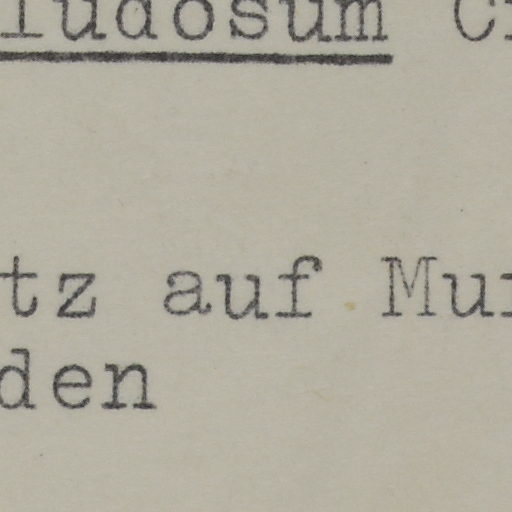 ludosum C
tz auf Mu
den